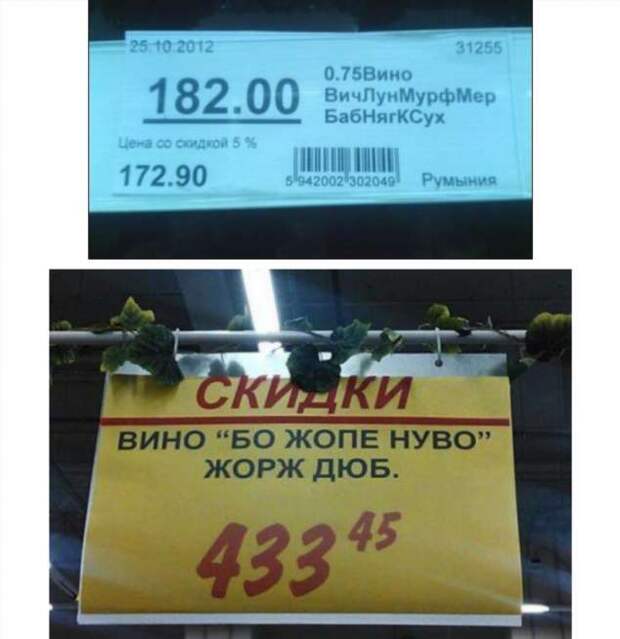 25.10.2012
31255
182.00
0.75Вино
ВичЛунМурфМер
БабНягКСух
Цена со скидкой 5 %
172.90
5 942002 302049
Румыния
СКИДКИ
ВИНО “БО ЖОПЕ НУВО”
ЖОРЖ ДЮБ.
433 45